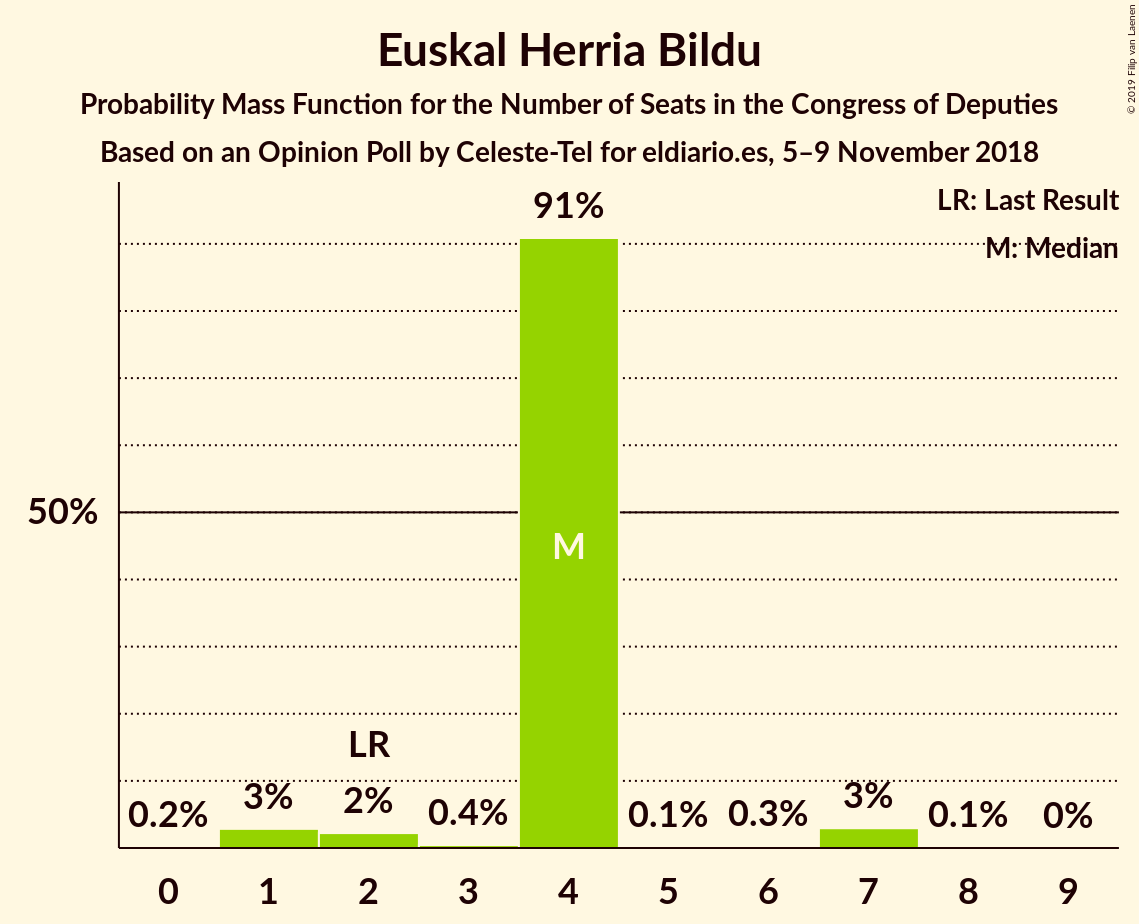 Euskal Herria Bildu
Probability Mass Function for the Number of Seats in the Congress of Deputies
Based on an Opinion Poll by Celeste-Tel for eldiario.es, 5–9 November 2018
© 2019 Filip van Laenen
LR: Last Result
M: Median
91%
50%
M
LR
0.2% 3% 2% 0.4% 0.1% 0.3% 3% 0.1% 0%
0 1 2 3 4 5 6 7 8 9